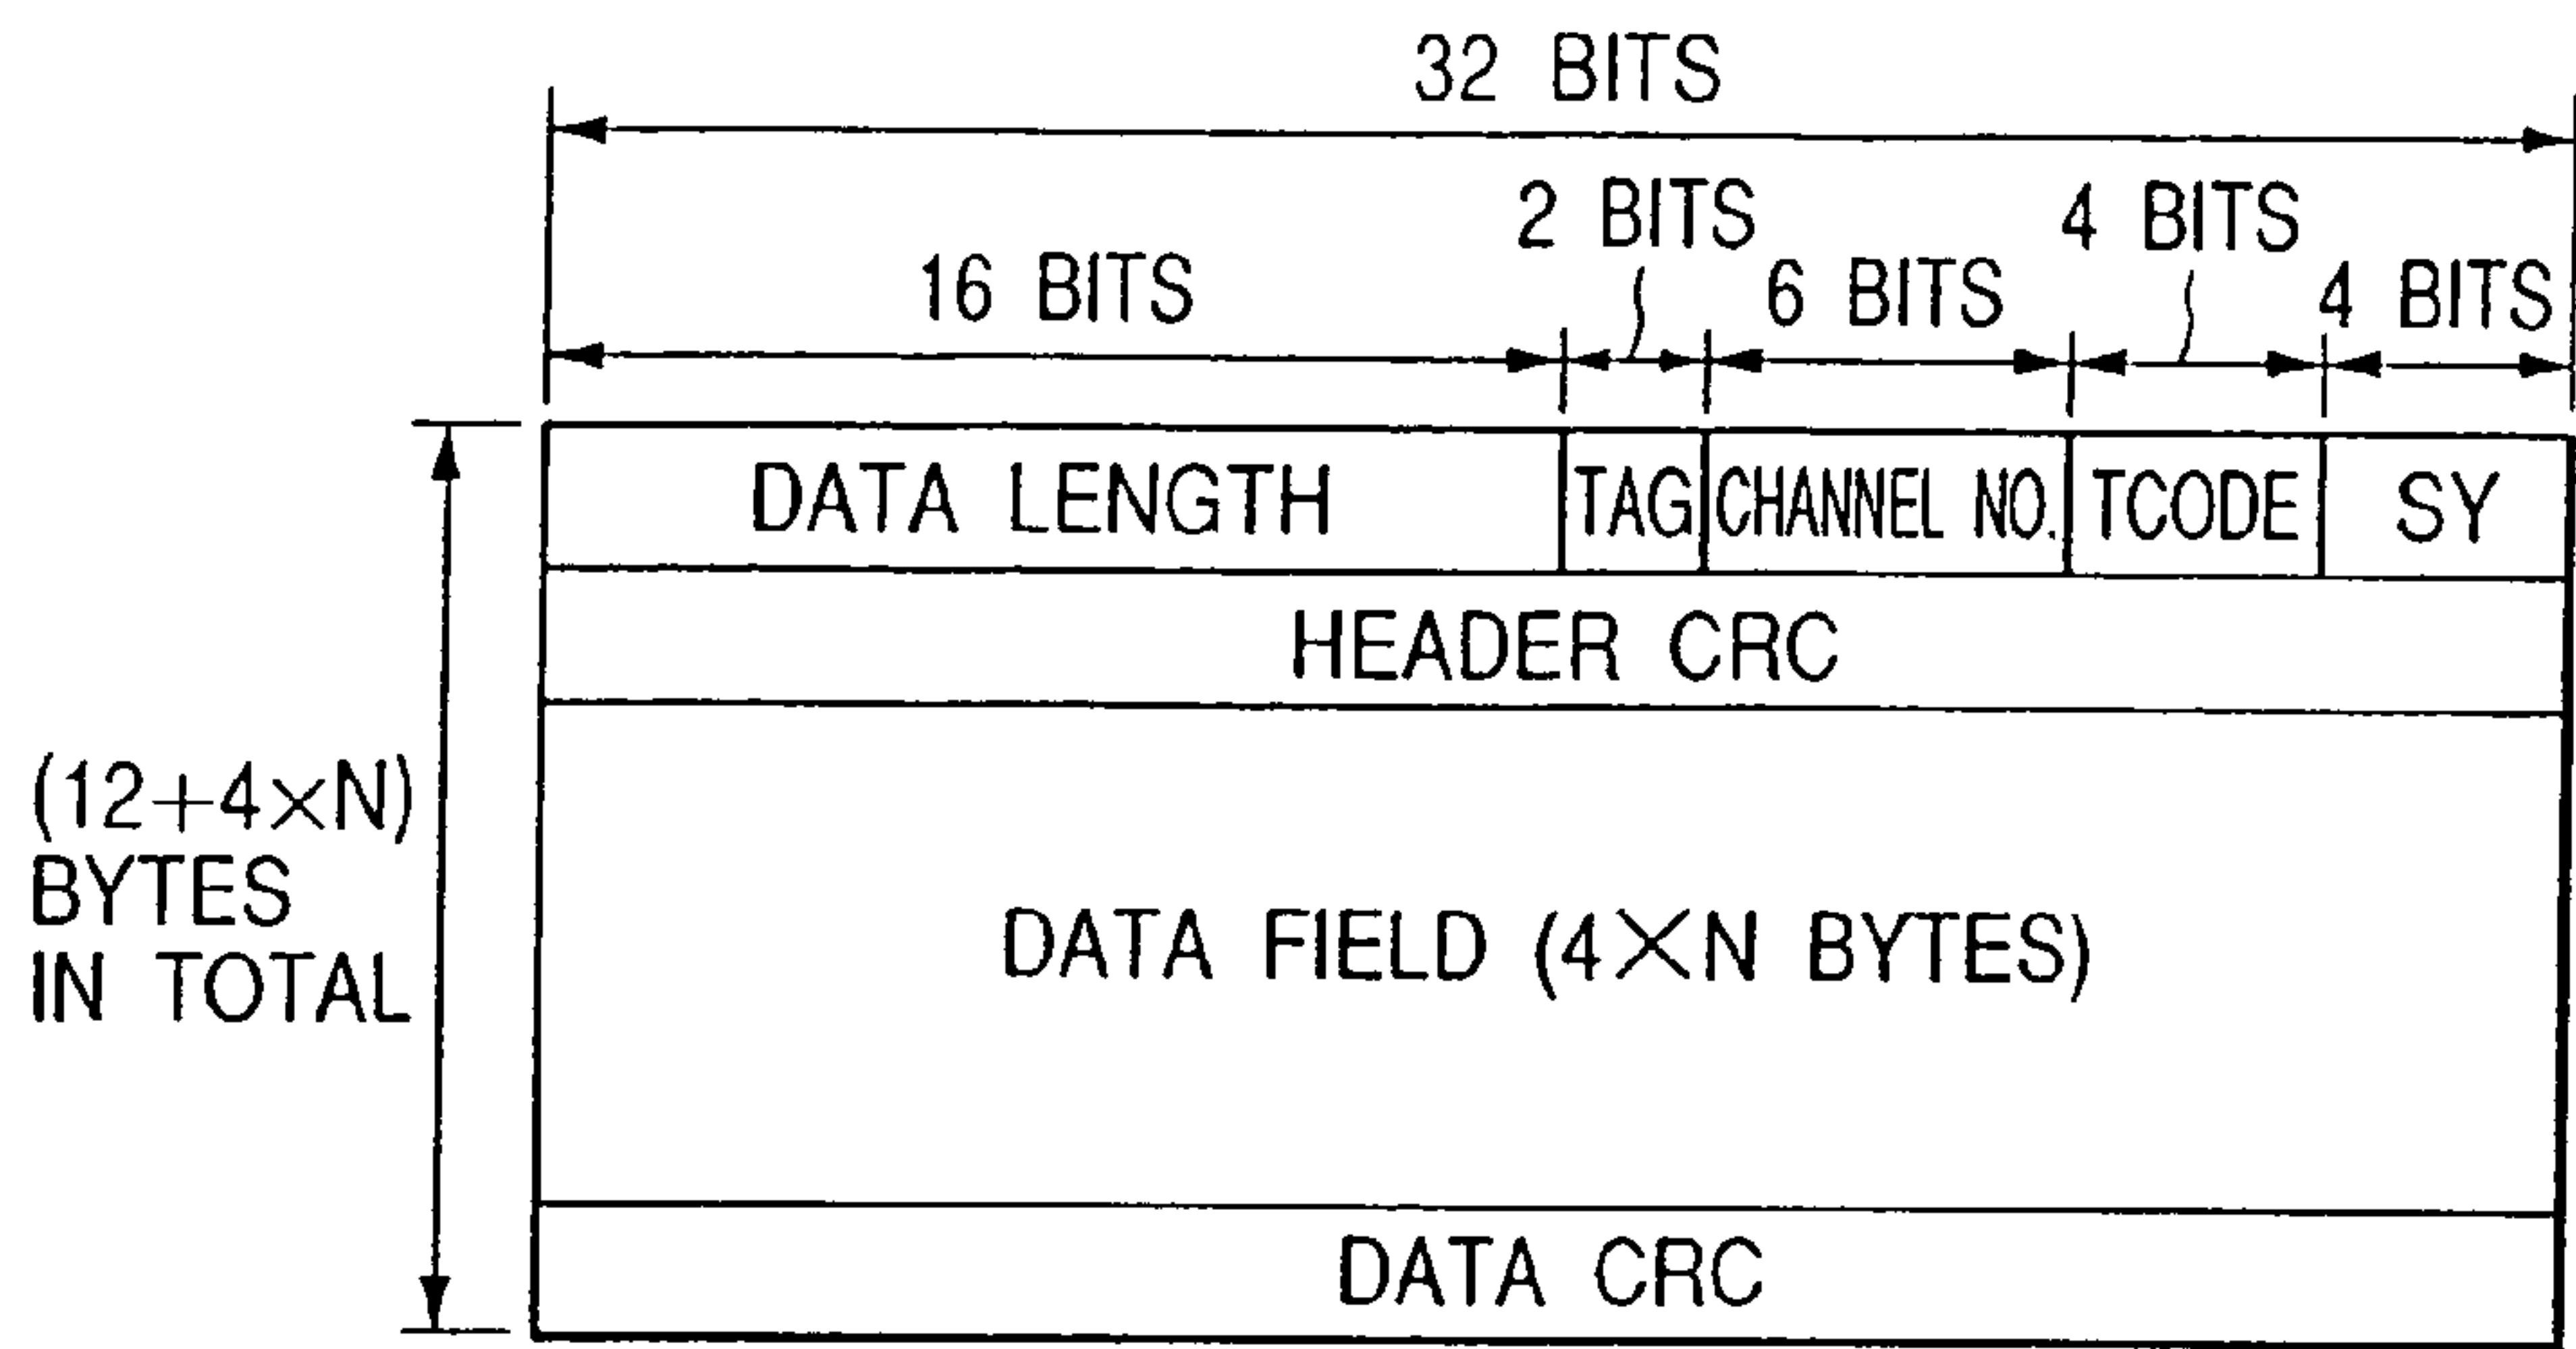 32 BITS
2 BITS
4 BITS
16 BITS
6 BITS
4 BITS
DATA LENGTH
TAG
CHANNEL NO.
TCODE
SY
HEADER CRC
(12+4×N)
BYTES
IN TOTAL
DATA FIELD (4×N BYTES)
DATA CRC